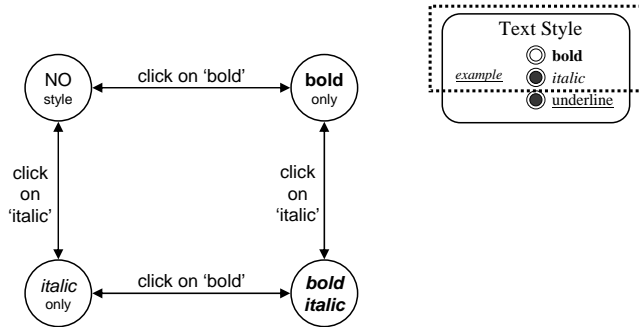 NO
style
click on ‘bold’
bold
only
click
on
‘italic’
click
on
‘italic’
italic
only
click on ‘bold’
bold
italic
Text Style
bold
example
italic
underline